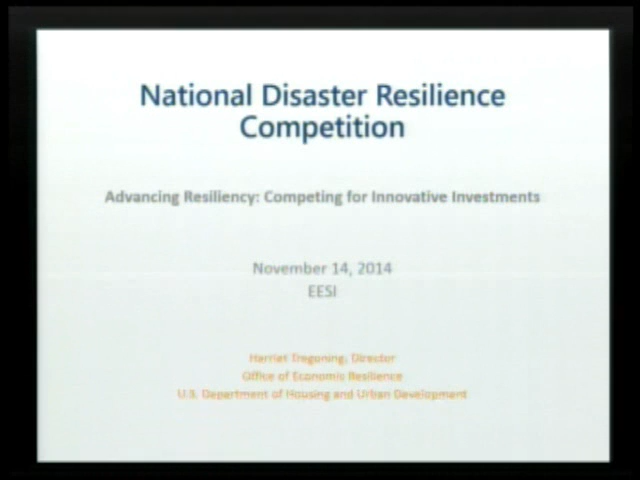 National Disaster Resilience
Competition
Advancing Resiliency: Competing for Innovative Investments
November 14, 2014
EESI
Harriet Tregoning, Director
Office of Economic Resilience
U.S. Department of Housing and Urban Development